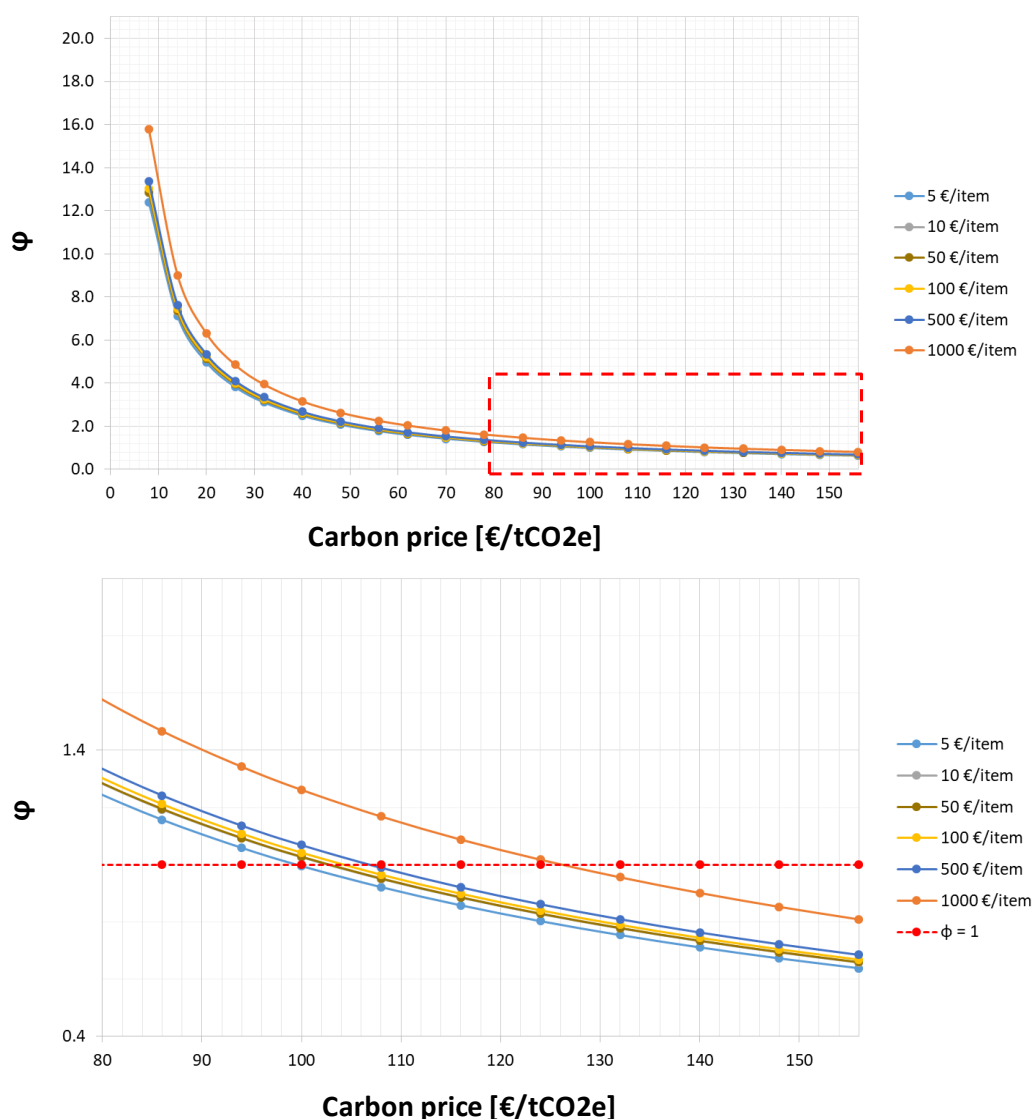 20.0
18.0
16.0
14.0
12.0
10.0
8.0
6.0
4.0
2.0
0.0
φ
0 10 20 30 40 50 60 70 80 90 100 110 120 130 140 150
Carbon price [€/tCO2e]
5 €/item
10 €/item
50 €/item
100 €/item
500 €/item
1000 €/item
1.4
0.4
φ
80 90 100 110 120 130 140 150
Carbon price [€/tCO2e]
5 €/item
10 €/item
50 €/item
100 €/item
500 €/item
1000 €/item
ϕ = 1